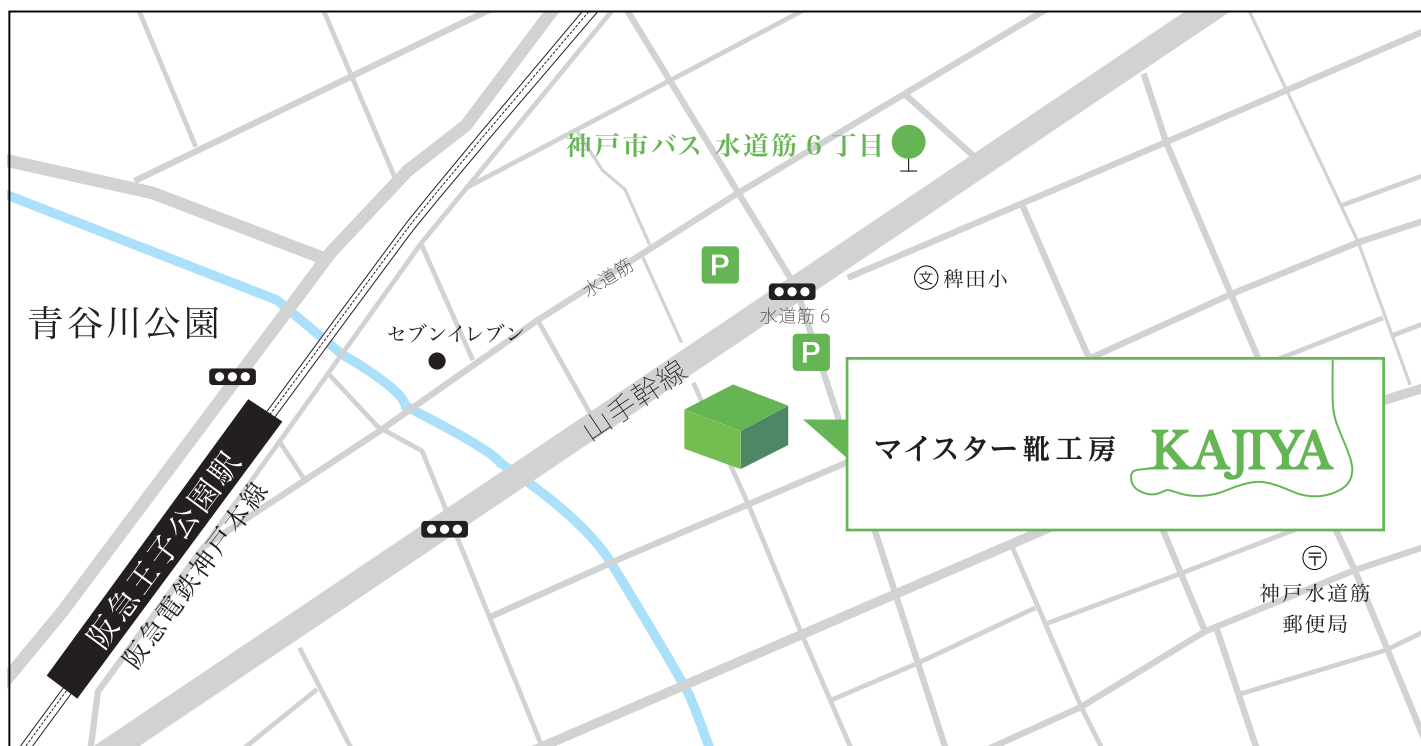 神戸市バス 水道筋 6 丁目
P
水道筋
文 稗田小
青谷川公園
セブンイレブン
水道筋 6
P
山手幹線
マイスター靴工房
KAJIYA
阪急王子公園駅
阪急電鉄神戸本線
〒
神戸水道筋
郵便局